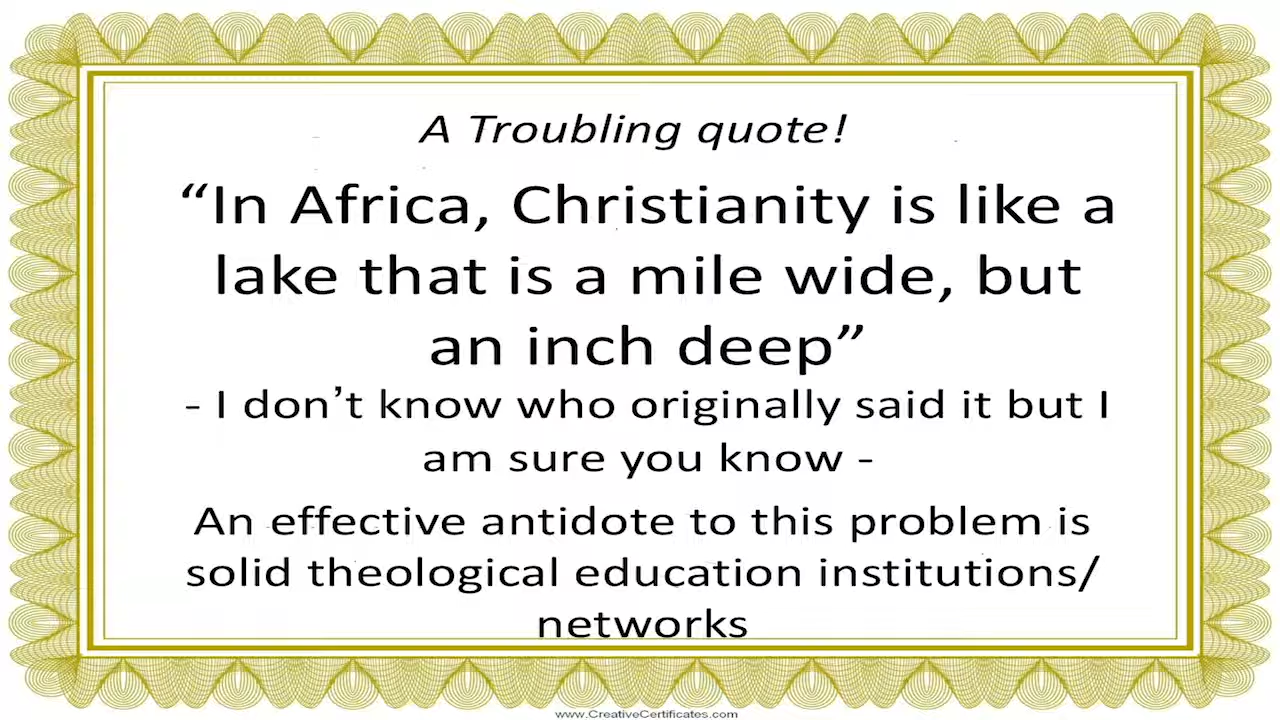 A Troubling quote!
“In Africa, Christianity is like a
lake that is a mile wide, but
an inch deep”
- I don’t know who originally said it but I
am sure you know -
An effective antidote to this problem is
solid theological education institutions/
networks
www.CreativeCertificates.com